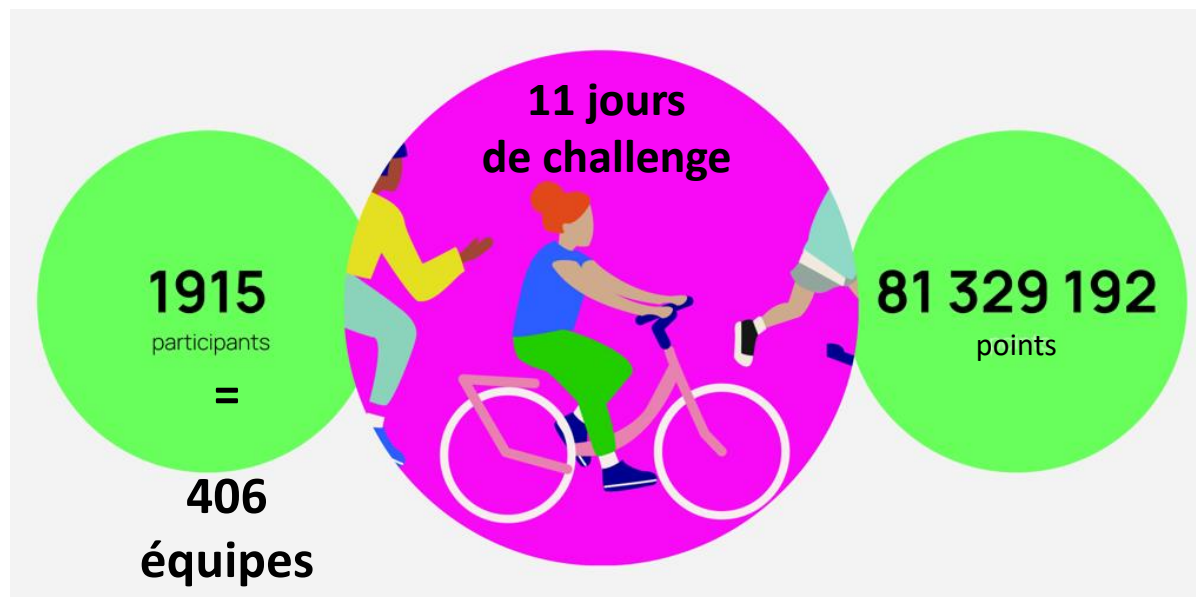 11 jours
de challenge
1915
participants
=
406
équipes
81 329 192
points